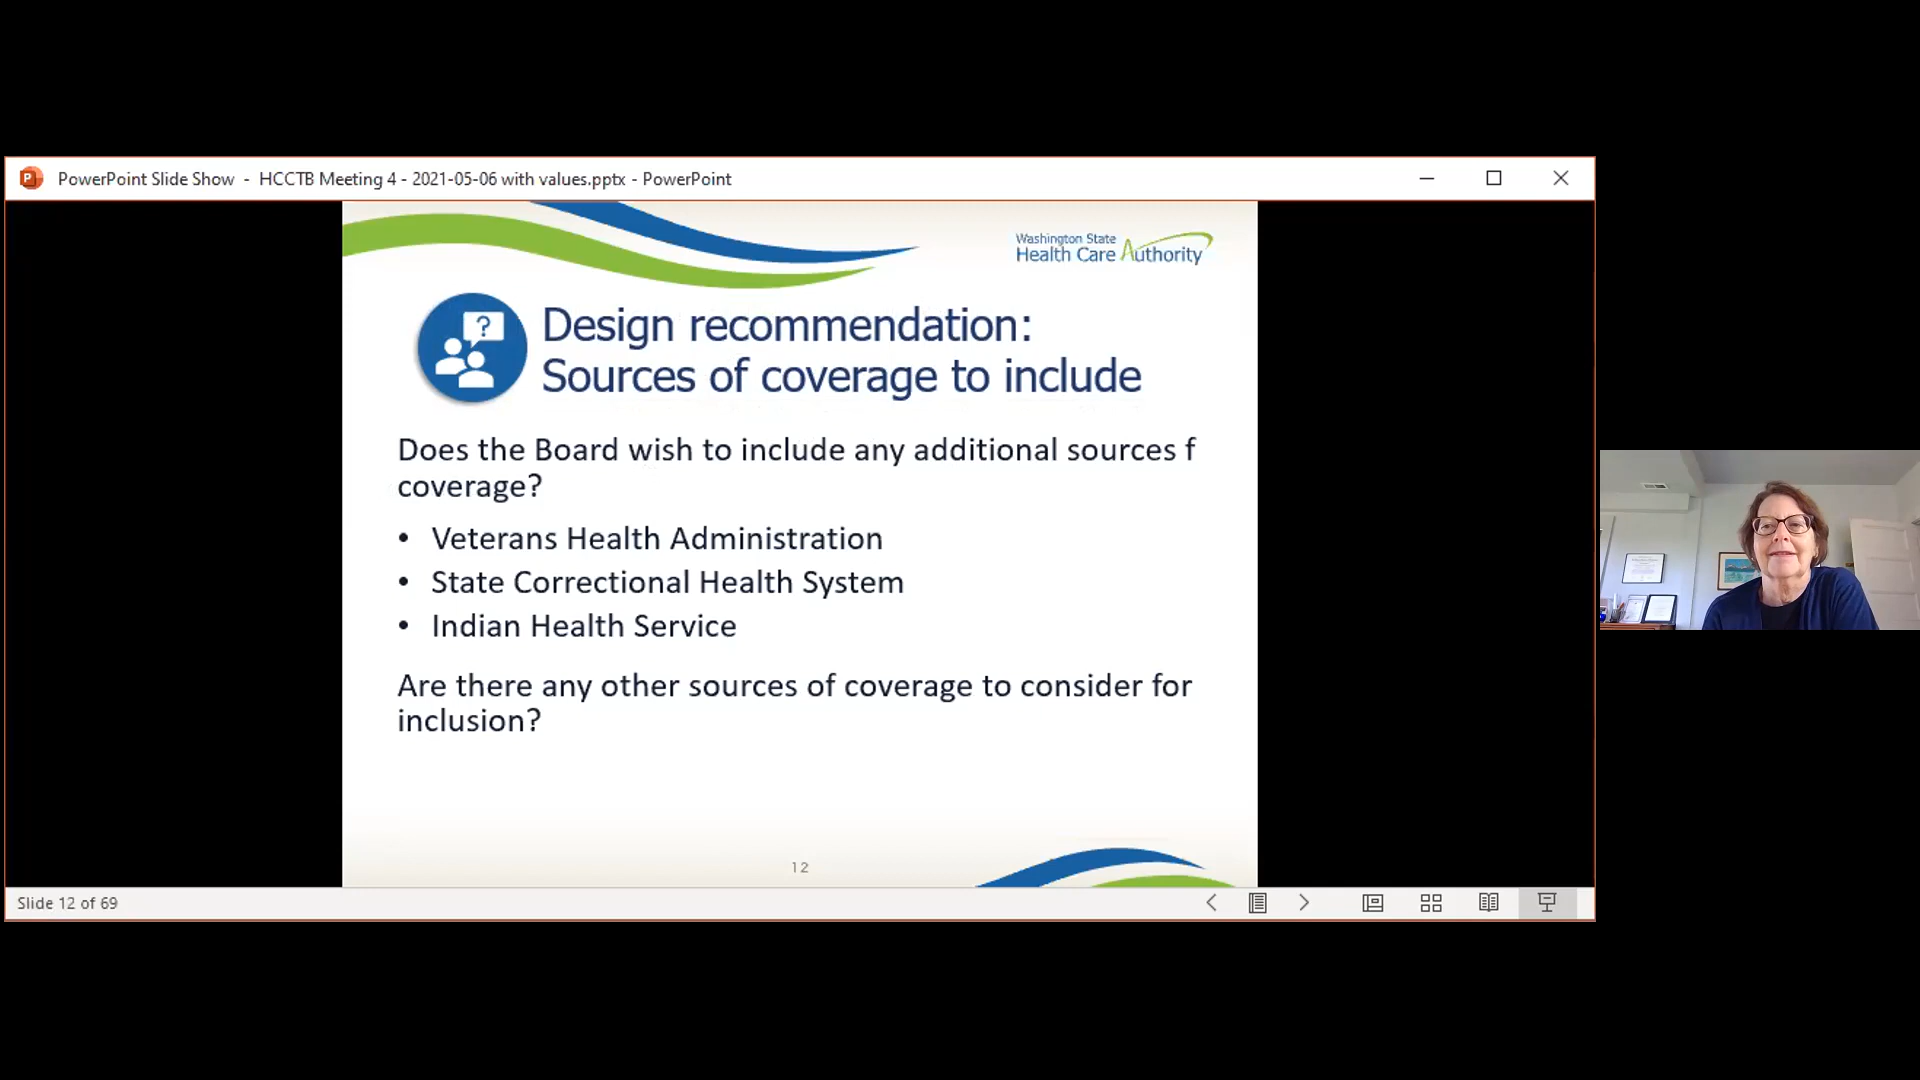 PowerPoint Slide Show - HCCTB Meeting 4 - 2021-05-06 with values.pptx - PowerPoint
Washington State
Health Care Authority
?
Design recommendation:
Sources of coverage to include
Does the Board wish to include any additional sources f
coverage?
• Veterans Health Administration
• State Correctional Health System
• Indian Health Service
Are there any other sources of coverage to consider for
inclusion?
12
Slide 12 of 69